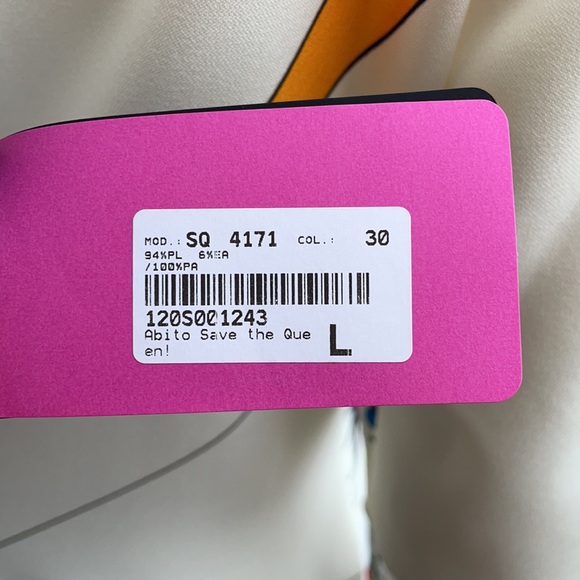 MOD.: SQ 4171 COL.: 30
94%PL 6%EA
/100%PA
120S001243
Abito Save the Que
en!
L